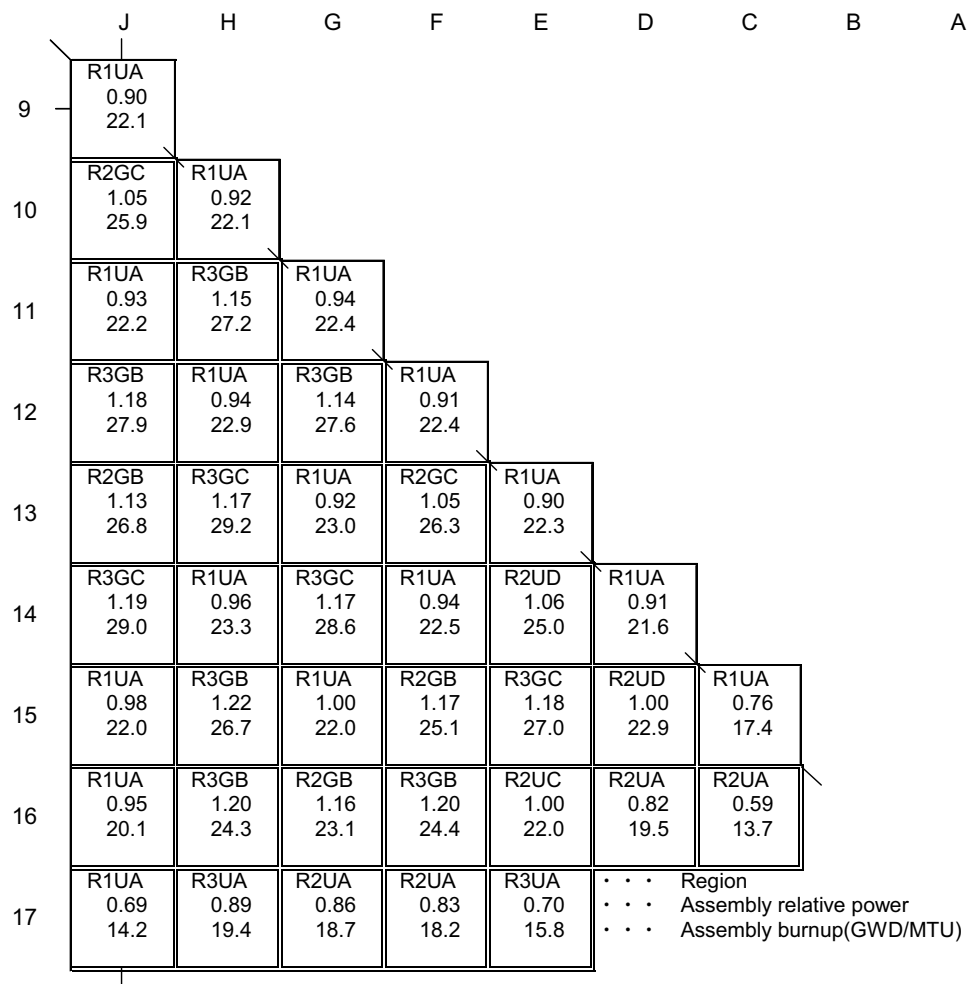 J H G F E D C B A
R1UA
9 0.90
22.1
R2GC R1UA
10 1.05 0.92
25.9 22.1
R1UA R3GB R1UA
11 0.93 1.15 0.94
22.2 27.2 22.4
R3GB R1UA R3GB R1UA
12 1.18 0.94 1.14 0.91
27.9 22.9 27.6 22.4
R2GB R3GC R1UA R2GC R1UA
13 1.13 1.17 0.92 1.05 0.90
26.8 29.2 23.0 26.3 22.3
R3GC R1UA R3GC R1UA R2UD R1UA
14 1.19 0.96 1.17 0.94 1.06 0.91
29.0 23.3 28.6 22.5 25.0 21.6
R1UA R3GB R1UA R2GB R3GC R2UD R1UA
15 0.98 1.22 1.00 1.17 1.18 1.00 0.76
22.0 26.7 22.0 25.1 27.0 22.9 17.4
R1UA R3GB R2GB R3GB R2UC R2UA R2UA
16 0.95 1.20 1.16 1.20 1.00 0.82 0.59
20.1 24.3 23.1 24.4 22.0 19.5 13.7
R1UA R3UA R2UA R2UA R3UA · · · Region
17 0.69 0.89 0.86 0.83 0.70 · · · Assembly relative power
14.2 19.4 18.7 18.2 15.8 · · · Assembly burnup(GWD/MTU)